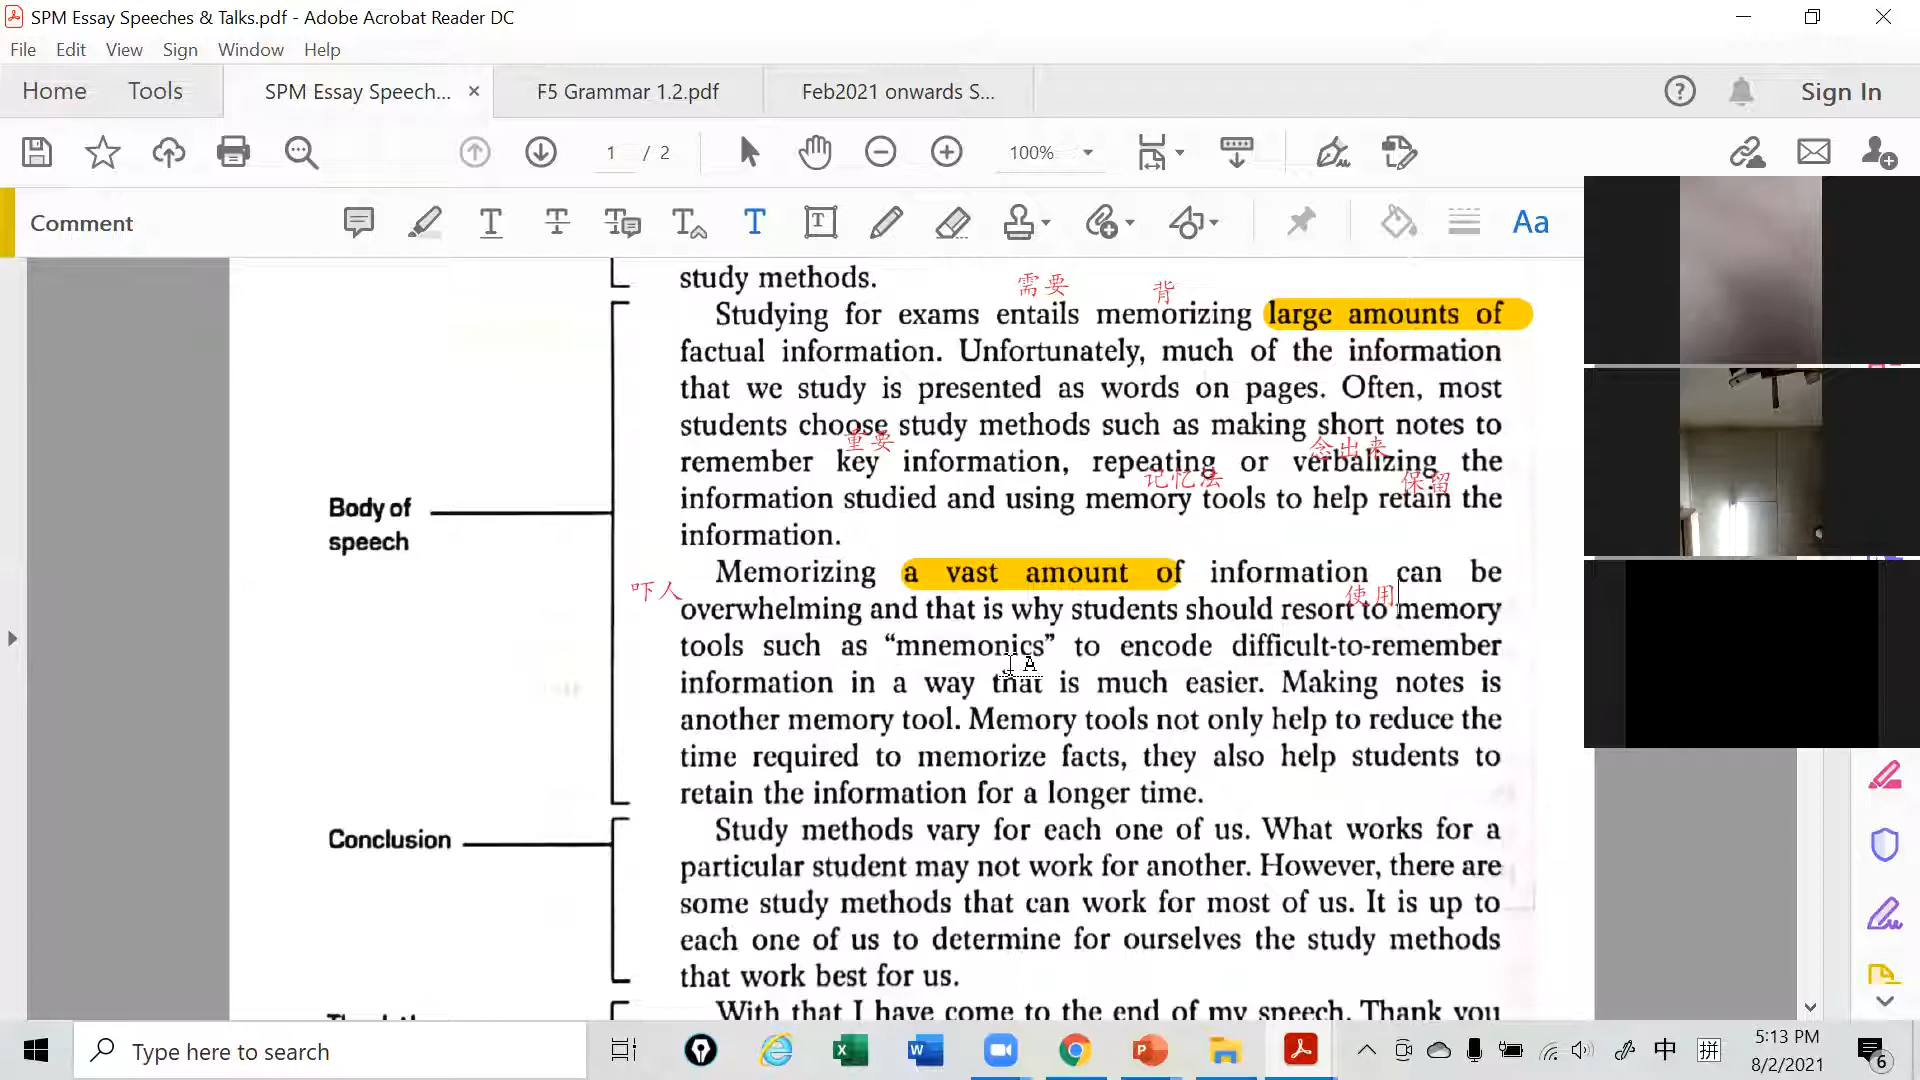 SPM Essay Speeches & Talks.pdf - Adobe Acrobat Reader DC
File Edit View Sign Window Help
Home Tools SPM Essay Speech... × F5 Grammar 1.2.pdf Feb2021 onwards S... Sign In
1 / 2 100%
Comment
study methods.
需要 背
Studying for exams entails memorizing large amounts of
factual information. Unfortunately, much of the information
that we study is presented as words on pages. Often, most
students choose study methods such as making short notes to
重要 念出来
remember key information, repeating or verbalizing the
记忆法 保留
information studied and using memory tools to help retain the
Body of
speech
information.
Memorizing a vast amount of information can be
吓人 使用
overwhelming and that is why students should resort to memory
tools such as “mnemonics” to encode difficult-to-remember
information in a way that is much easier. Making notes is
another memory tool. Memory tools not only help to reduce the
time required to memorize facts, they also help students to
retain the information for a longer time.
Conclusion
Study methods vary for each one of us. What works for a
particular student may not work for another. However, there are
some study methods that can work for most of us. It is up to
each one of us to determine for ourselves the study methods
that work best for us.
With that I have come to the end of my speech. Thank you
Type here to search
中 拼 5:13 PM
8/2/2021
6